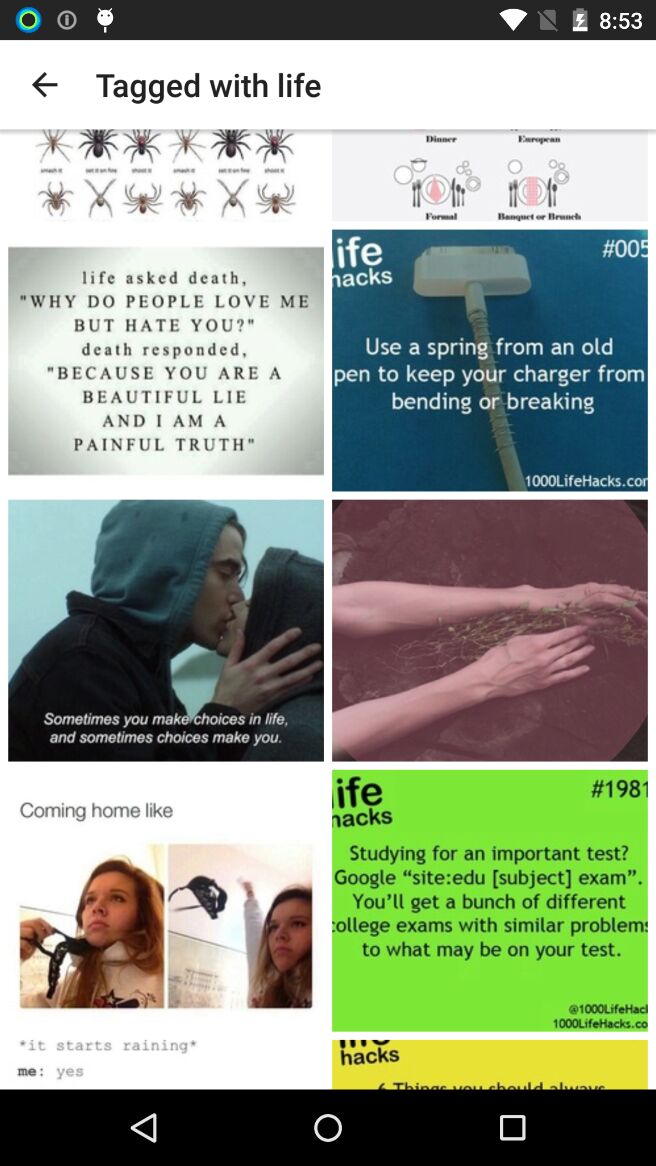 8:53
Tagged with life
smash it set it on fire shoot it smash it set it on fire shoot it
Dinner European
Formal Banquet or Brunch
life asked death,
"WHY DO PEOPLE LOVE ME
BUT HATE YOU?"
death responded,
"BECAUSE YOU ARE A
BEAUTIFUL LIE
AND I AM A
PAINFUL TRUTH"
ife
hacks
#005
Use a spring from an old
pen to keep your charger from
bending or breaking
1000LifeHacks.com
Sometimes you make choices in life,
and sometimes choices make you.
Coming home like
*it starts raining*
me: yes
ife
hacks
#1981
Studying for an important test?
Google “site:edu [subject] exam”.
You’ll get a bunch of different
college exams with similar problems
to what may be on your test.
@1000LifeHac
1000LifeHacks.co
hacks
6 Things you should always